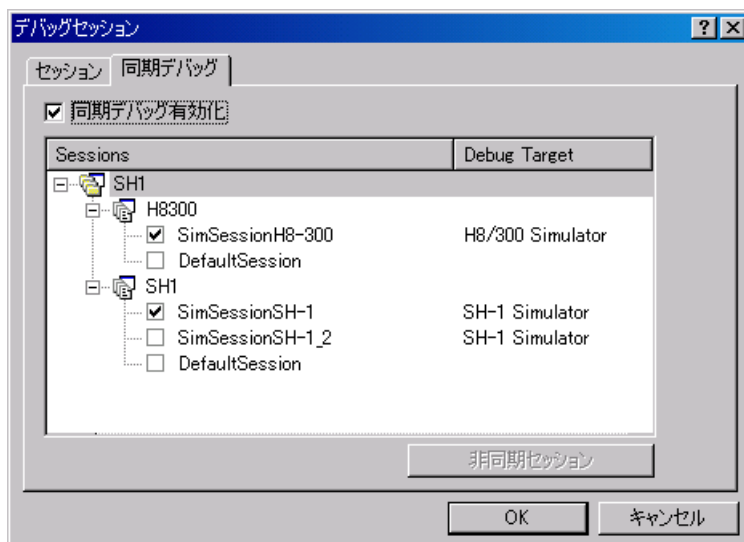 デバッグセッション
セッション 同期デバッグ
同期デバッグ有効化
Sessions Debug Target
SH1
H8300
SimSessionH8-300 H8/300 Simulator
DefaultSession
SH1
SimSessionSH-1 SH-1 Simulator
SimSessionSH-1_2 SH-1 Simulator
DefaultSession
非同期セッション
OK キャンセル